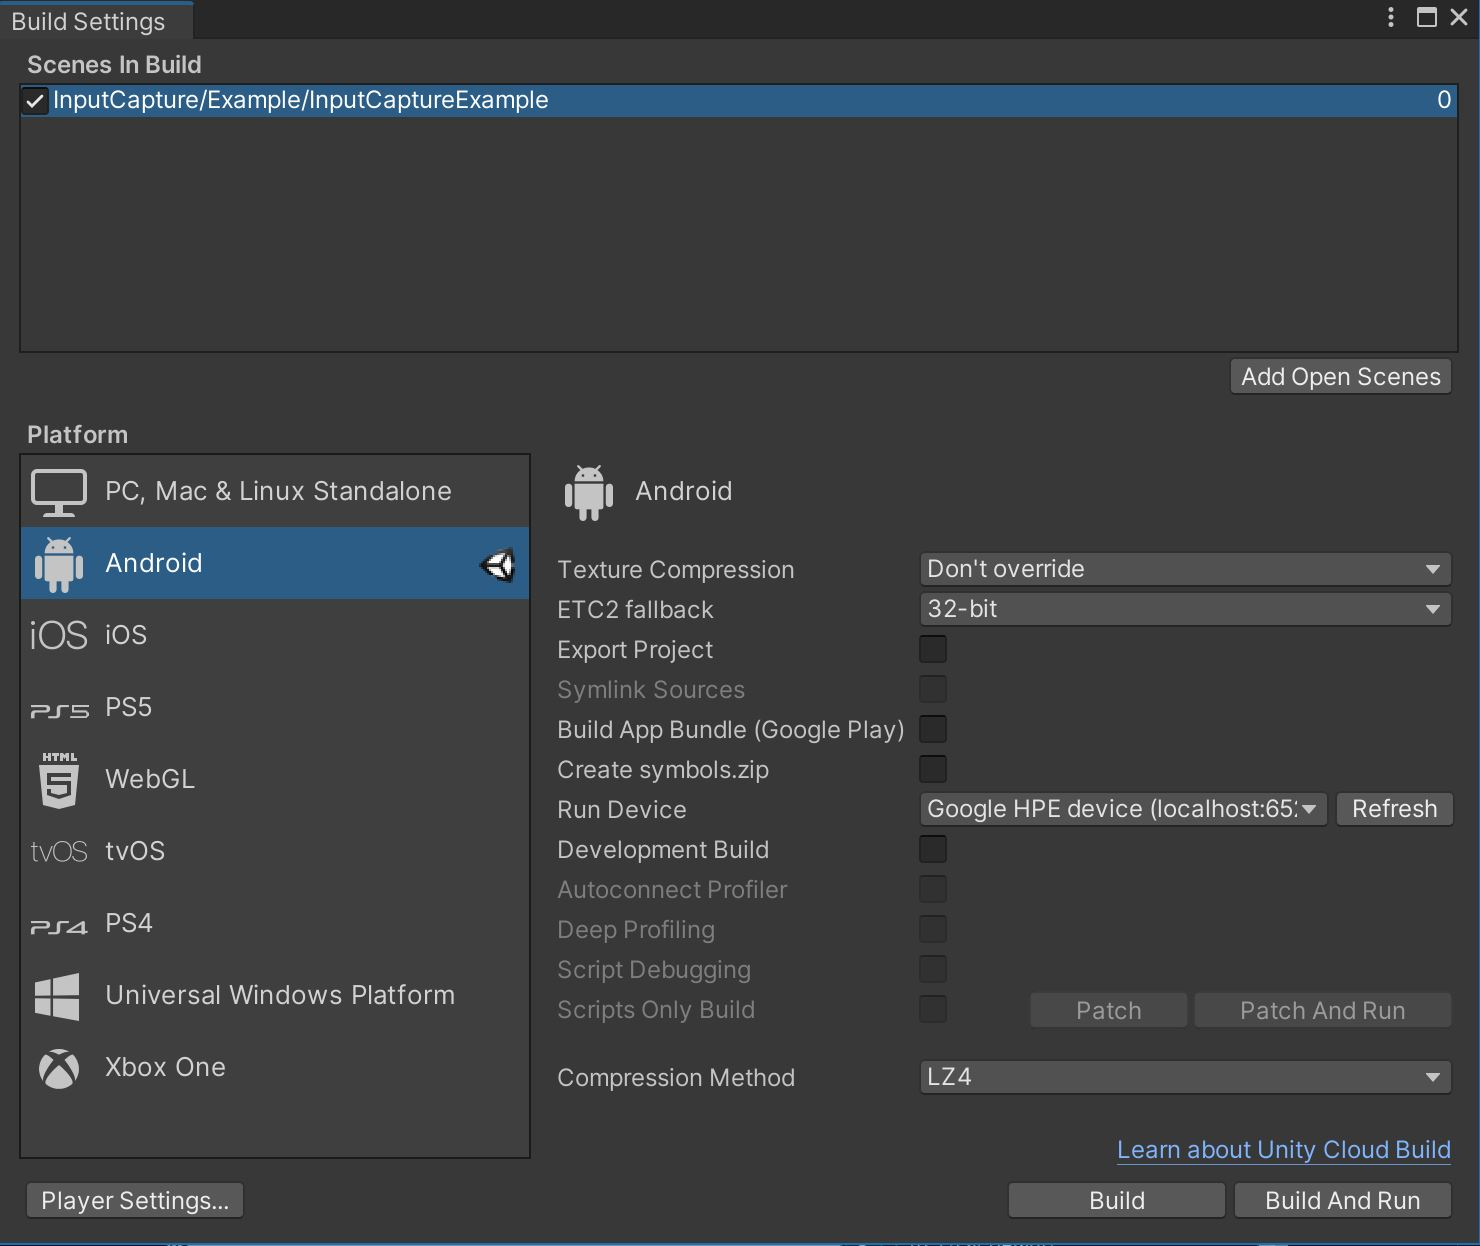 Build Settings
Scenes In Build
InputCapture/Example/InputCaptureExample 0
Add Open Scenes
Platform
PC, Mac & Linux Standalone
Android
iOS iOS
PS5 PS5
HTML
5 WebGL
tvOS tvOS
PS4 PS4
Universal Windows Platform
Xbox One
Android
Texture Compression Don't override
ETC2 fallback 32-bit
Export Project
Symlink Sources
Build App Bundle (Google Play)
Create symbols.zip
Run Device Google HPE device (localhost:65 Refresh
Development Build
Autoconnect Profiler
Deep Profiling
Script Debugging
Scripts Only Build Patch Patch And Run
Compression Method LZ4
Learn about Unity Cloud Build
Player Settings... Build Build And Run